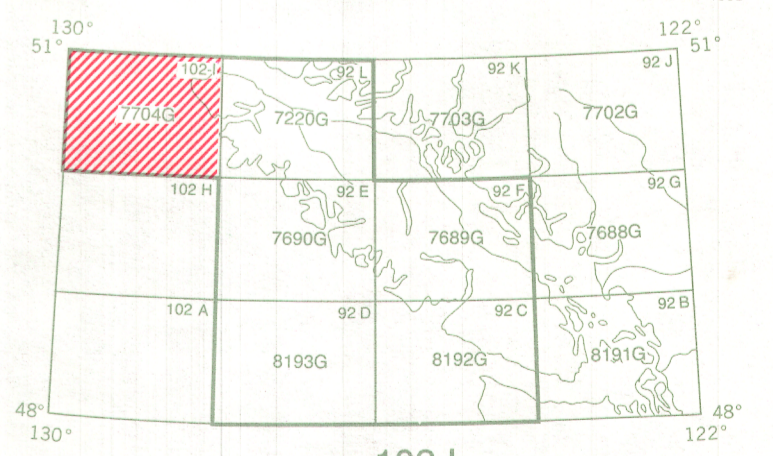 130° 122°
51° 51°
102-I 92 L 92 K 92 J
7704G 7220G 7703G 7702G
102 H 92 E 92 F 92 G
7690G 7689G 7688G
102 A 92 D 92 C 92 B
8193G 8192G 8191G
48° 48°
130° 122°